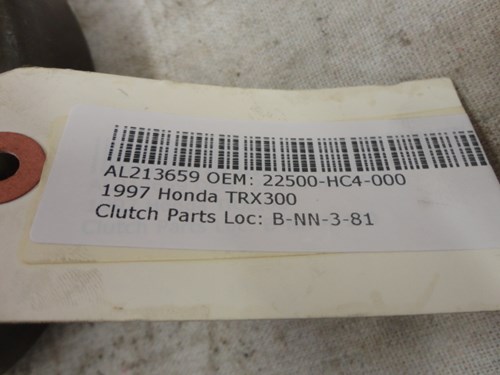 AL213659 OEM: 22500-HC4-000
1997 Honda TRX300
Clutch Parts Loc: B-NN-3-81